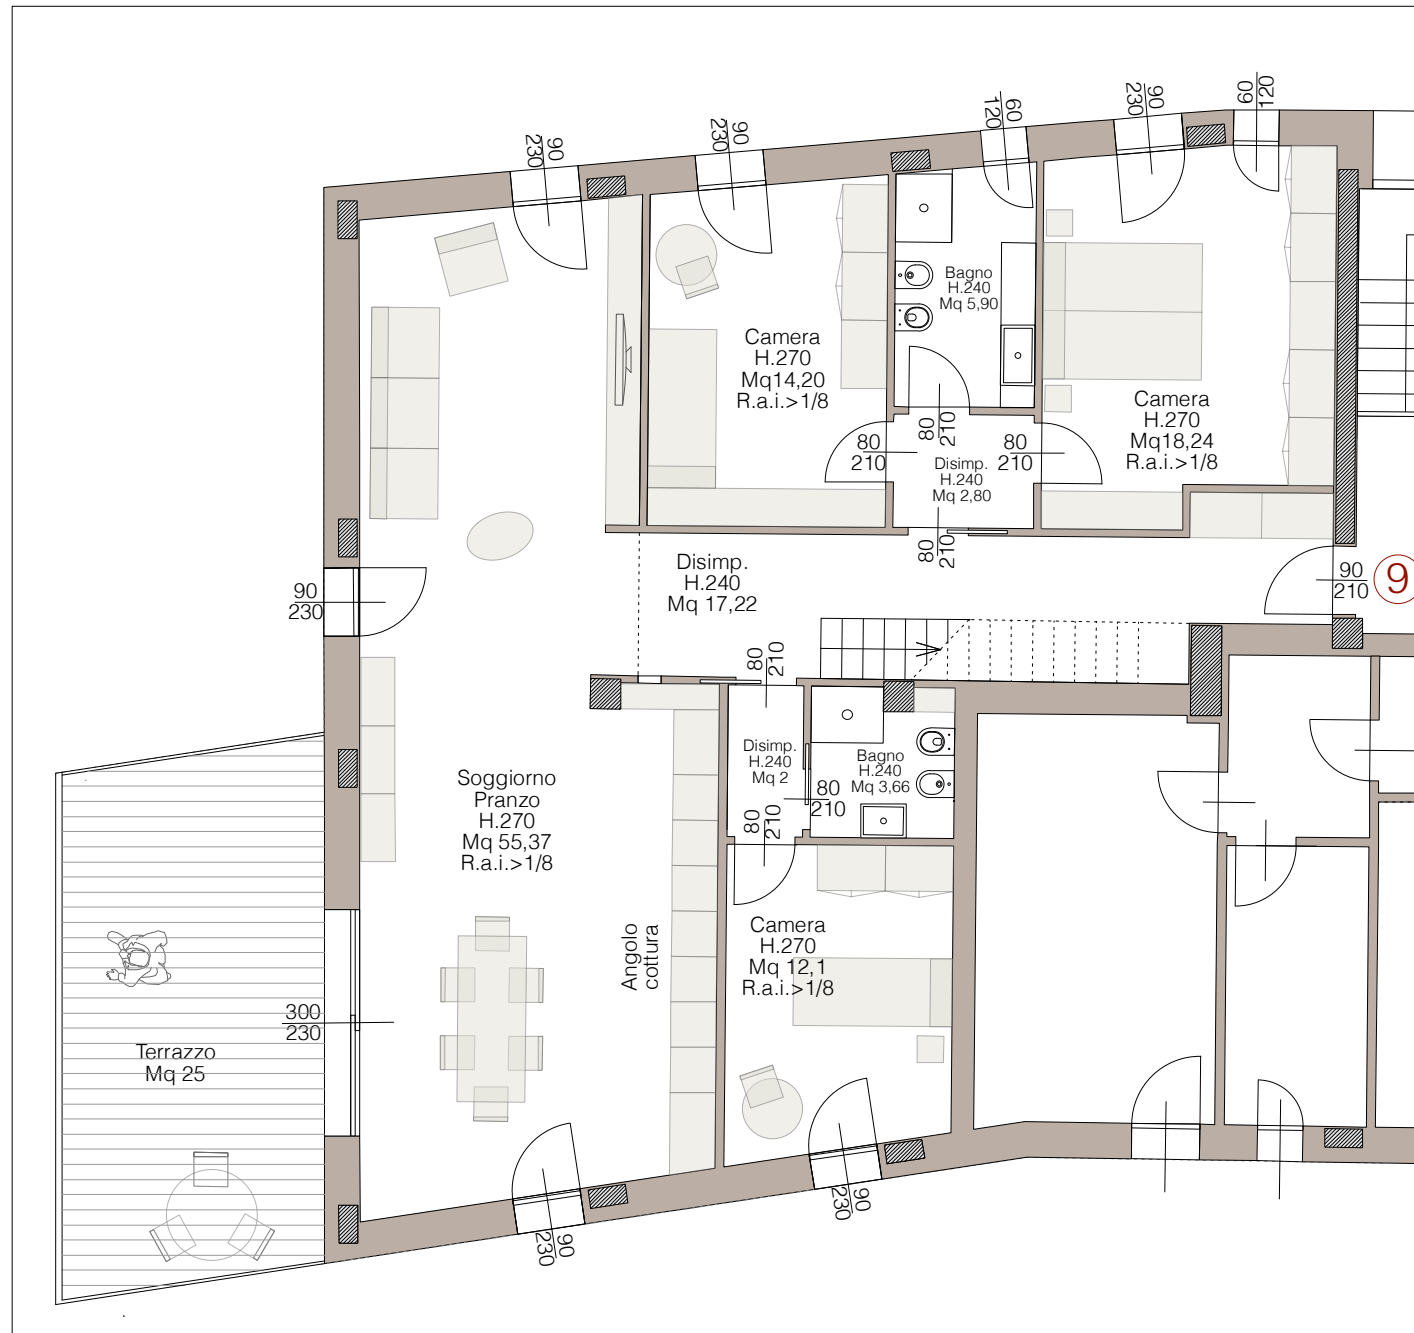 90
230
90
230
60
120
90
230
60
120
Bagno
H.240
Mq 5,90
Camera
H.270
Mq14,20
R.a.i.>1/8
Camera
H.270
Mq18,24
R.a.i.>1/8
80
210
80
210
80
210
Disimp.
H.240
Mq 2,80
80
210
Disimp.
H.240
Mq 17,22
90
210
9
90
230
80
210
Disimp.
H.240
Mq 2
Bagno
H.240
Mq 3,66
80
210
80
210
Soggiorno
Pranzo
H.270
Mq 55,37
R.a.i.>1/8
Angolo
cottura
Camera
H.270
Mq 12,1
R.a.i.>1/8
300
230
Terrazzo
Mq 25
90
230
90
230